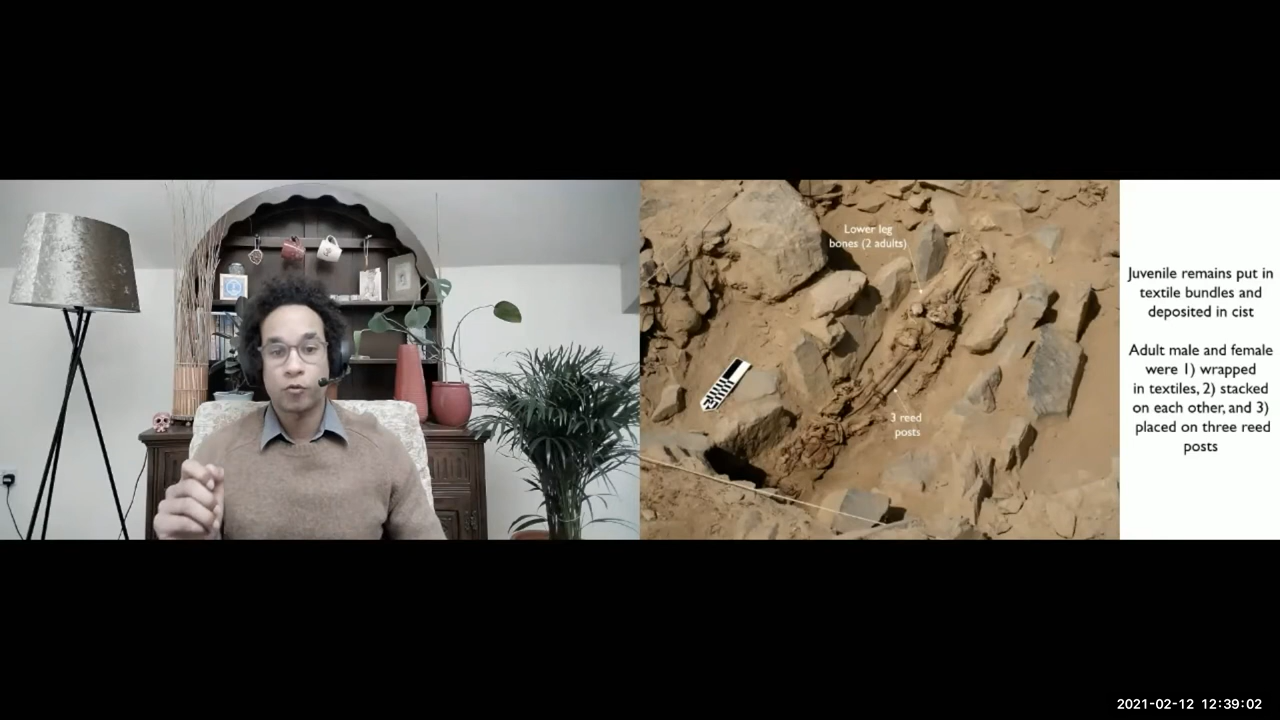 Lower leg
bones (2 adults)
3 reed
posts
Juvenile remains put in
textile bundles and
deposited in cist
Adult male and female
were 1) wrapped
in textiles, 2) stacked
on each other, and 3)
placed on three reed
posts
2021-02-12 12:39:02